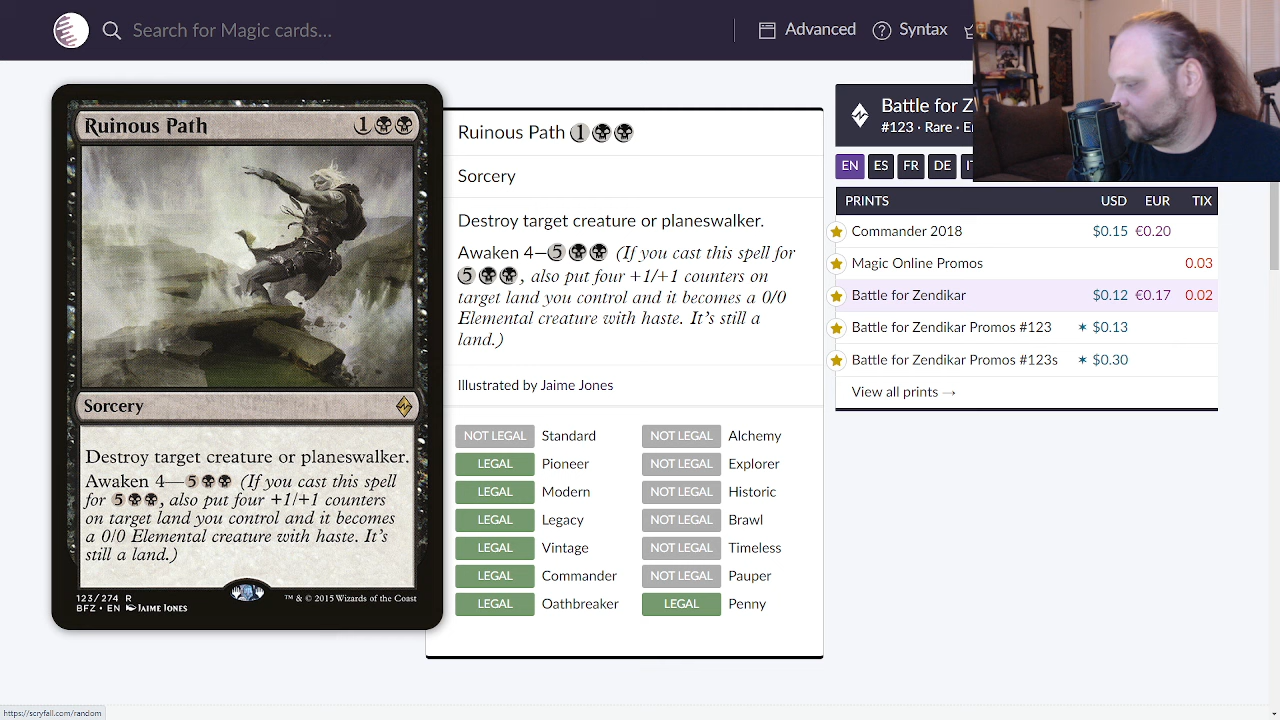 Search for Magic cards…
Advanced
Syntax
Ruinous Path 1
Sorcery
Destroy target creature or planeswalker.
Awaken 4—5 (If you cast this spell
for 5, also put four +1/+1 counters
on target land you control and it becomes
a 0/0 Elemental creature with haste. It's
still a land.)
123/274 R
BFZ • EN Jaime Jones
™ & © 2015 Wizards of the Coast
Ruinous Path 1
Sorcery
Destroy target creature or planeswalker.
Awaken 4—5 (If you cast this spell for
5, also put four +1/+1 counters on
target land you control and it becomes a 0/0
Elemental creature with haste. It's still a
land.)
Illustrated by Jaime Jones
NOT LEGAL Standard NOT LEGAL Alchemy
LEGAL Pioneer NOT LEGAL Explorer
LEGAL Modern NOT LEGAL Historic
LEGAL Legacy NOT LEGAL Brawl
LEGAL Vintage NOT LEGAL Timeless
LEGAL Commander NOT LEGAL Pauper
LEGAL Oathbreaker LEGAL Penny
Battle for
#123 · Rare ·
EN ES FR DE
PRINTS USD EUR TIX
Commander 2018 $0.15 €0.20
Magic Online Promos 0.03
Battle for Zendikar $0.15 €0.17 0.02
Battle for Zendikar Promos #123 $0.13
Battle for Zendikar Promos #123s $0.30
View all prints →
https://scryfall.com/random